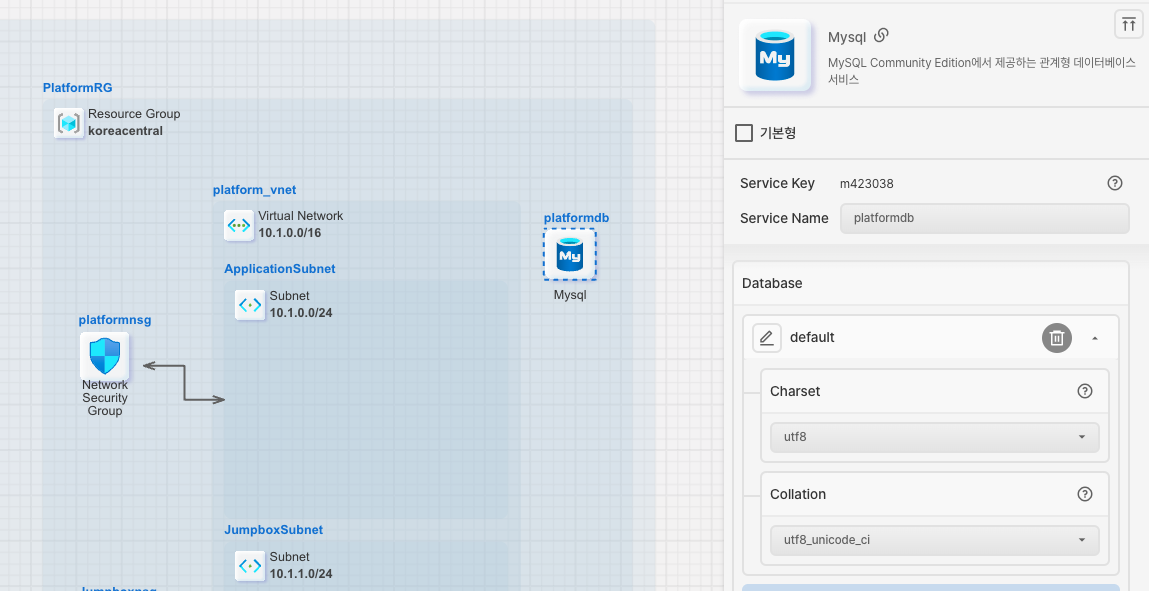 PlatformRG
Resource Group
koreacentral
platform_vnet
Virtual Network
10.1.0.0/16
ApplicationSubnet
Subnet
10.1.0.0/24
platformnsg
Network
Security
Group
platformdb
My
Mysql
JumpboxSubnet
Subnet
10.1.1.0/24
My
Mysql
MySQL Community Edition에서 제공하는 관계형 데이터베이스
서비스
기본형
Service Key m423038
Service Name platformdb
Database
default
Charset
utf8
Collation
utf8_unicode_ci